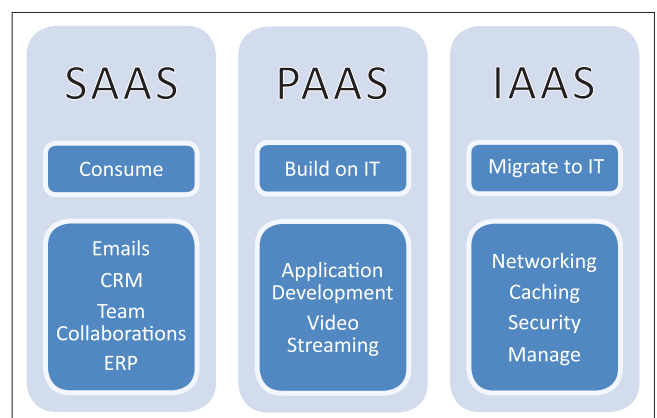 SAAS
Consume
Emails
CRM
Team
Collaborations
ERP
PAAS
Build on IT
Application
Development
Video
Streaming
IAAS
Migrate to IT
Networking
Caching
Security
Manage